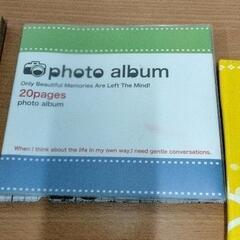 photo album
Only Beautiful Memories Are Left The Mind!
20pages
photo album
When I think about the life in my own way,I need gentle conversations.